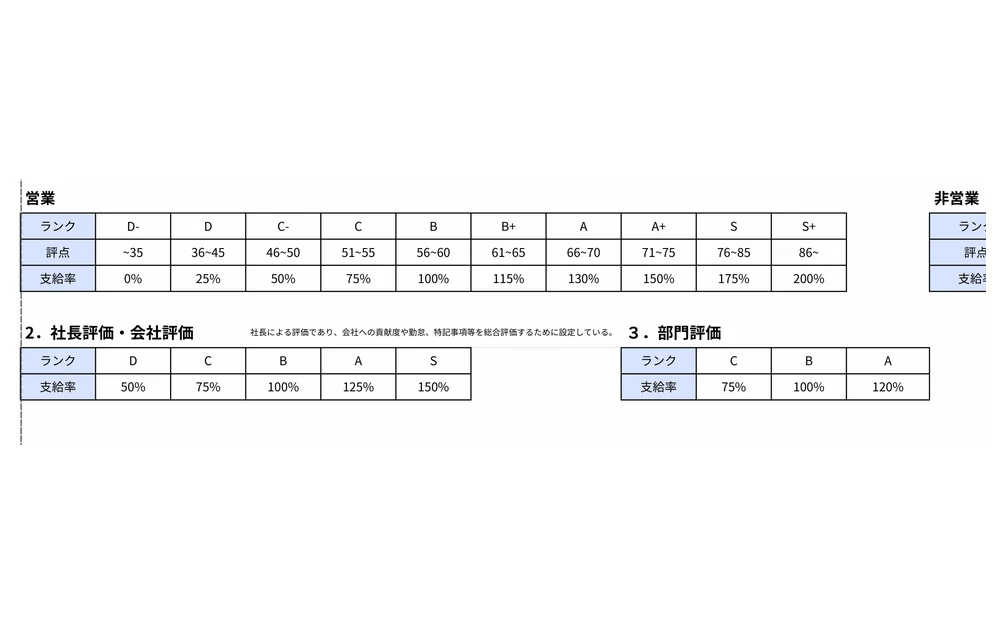 営業
ランク D- D C- C B B+ A A+ S S+
評点 ~35 36~45 46~50 51~55 56~60 61~65 66~70 71~75 76~85 86~
支給率 0% 25% 50% 75% 100% 115% 130% 150% 175% 200%
非営業
ラン
評点
支給
2．社長評価・会社評価
社長による評価であり、会社への貢献度や勤怠、特記事項等を総合評価するために設定している。
ランク D C B A S
支給率 50% 75% 100% 125% 150%
３．部門評価
ランク C B A
支給率 75% 100% 120%